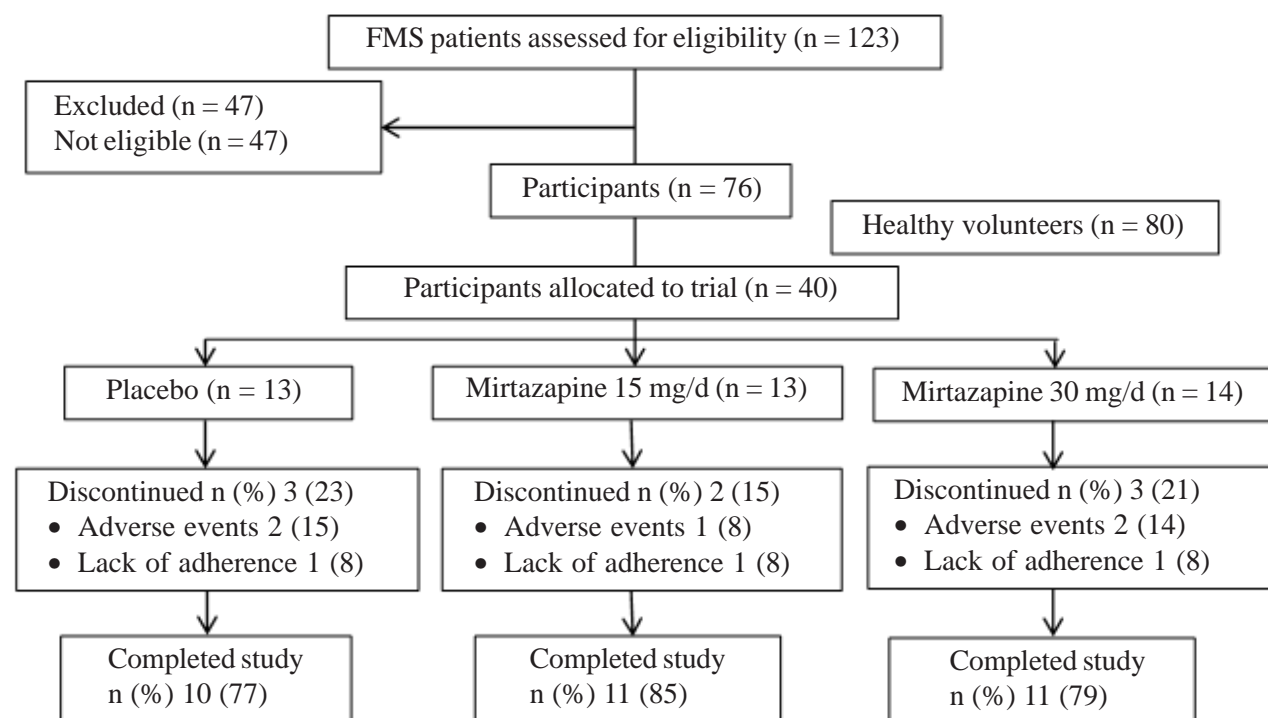 FMS patients assessed for eligibility (n = 123)
Excluded (n = 47)
Not eligible (n = 47)
Participants (n = 76)
Healthy volunteers (n = 80)
Participants allocated to trial (n = 40)
Placebo (n = 13)
Mirtazapine 15 mg/d (n = 13)
Mirtazapine 30 mg/d (n = 14)
Discontinued n (%) 3 (23)
• Adverse events 2 (15)
• Lack of adherence 1 (8)
Discontinued n (%) 2 (15)
• Adverse events 1 (8)
• Lack of adherence 1 (8)
Discontinued n (%) 3 (21)
• Adverse events 2 (14)
• Lack of adherence 1 (8)
Completed study
n (%) 10 (77)
Completed study
n (%) 11 (85)
Completed study
n (%) 11 (79)